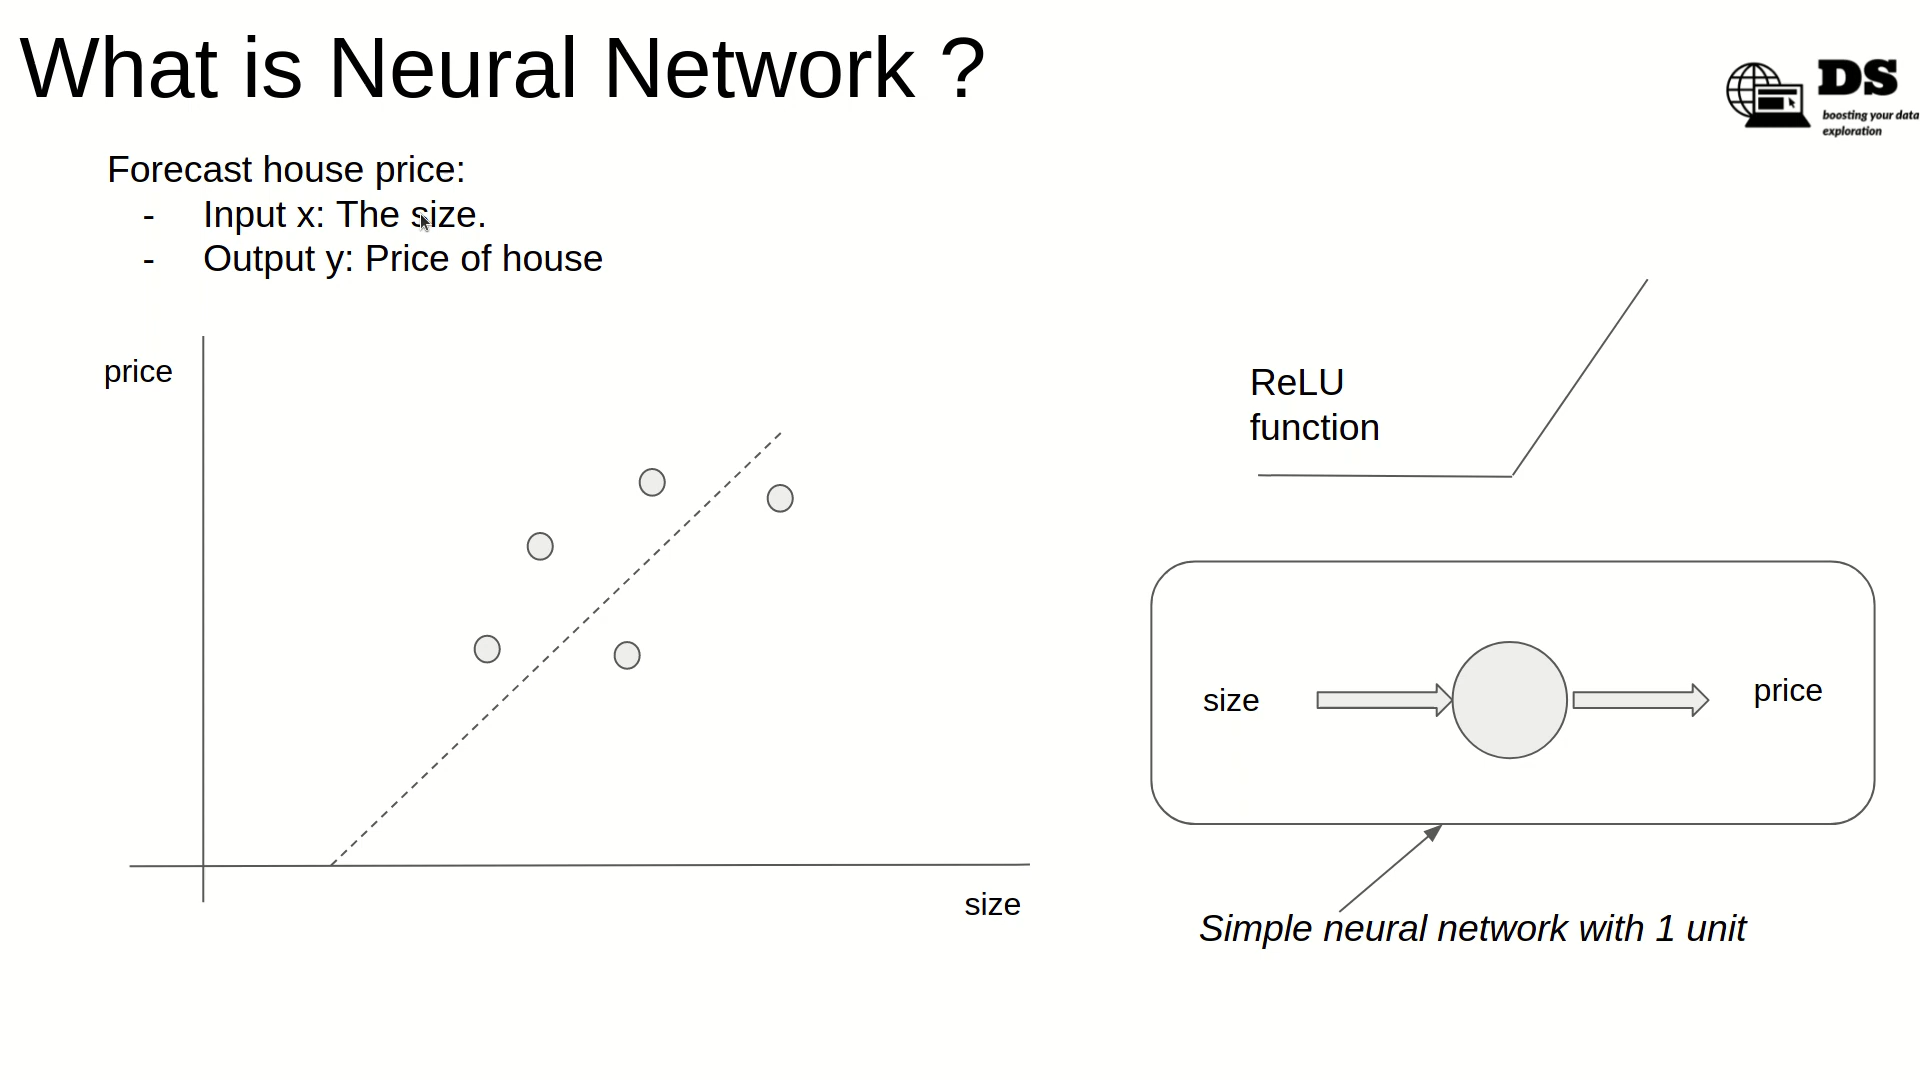 What is Neural Network ?
DS
boosting your data
exploration
Forecast house price:
- Input x: The size.
- Output y: Price of house
price
size
ReLU
function
size
price
Simple neural network with 1 unit